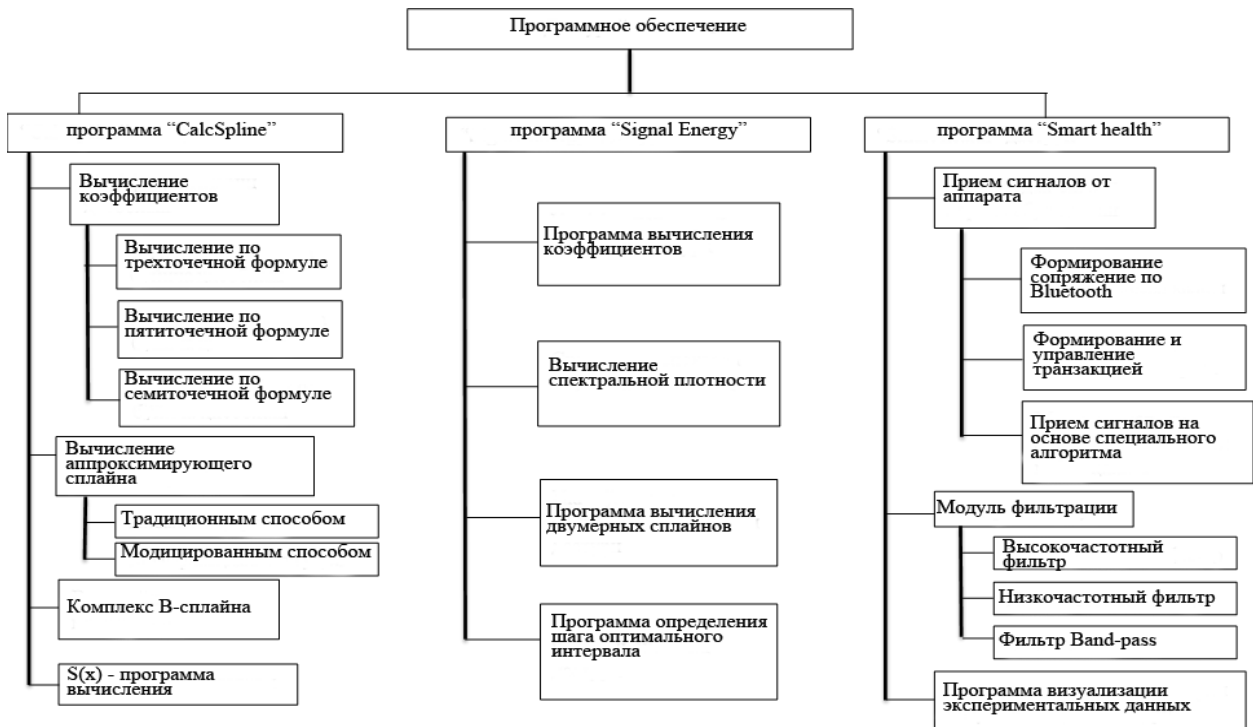 Программное обеспечение
программа “CalcSpline”
Вычисление
коэффициентов
Вычисление по
трехточечной формуле
Вычисление по
пятиточечной формуле
Вычисление по
семиточечной формуле
Вычисление
аппроксимирующего
сплайна
Традиционным способом
Модицированным способом
Комплекс В-сплайна
S(x) - программа
вычисления
программа “Signal Energy”
Программа вычисления
коэффициентов
Вычисление
спектральной плотности
Программа вычисления
двумерных сплайнов
Программа определения
шага оптимального
интервала
программа “Smart health”
Прием сигналов от
аппарата
Формирование
сопряжение по
Bluetooth
Формирование и
управление
транзакцией
Прием сигналов на
основе специального
алгоритма
Модуль фильтрации
Высокочастотный
фильтр
Низкочастотный фильтр
Фильтр Band-pass
Программа визуализации
экспериментальных данных